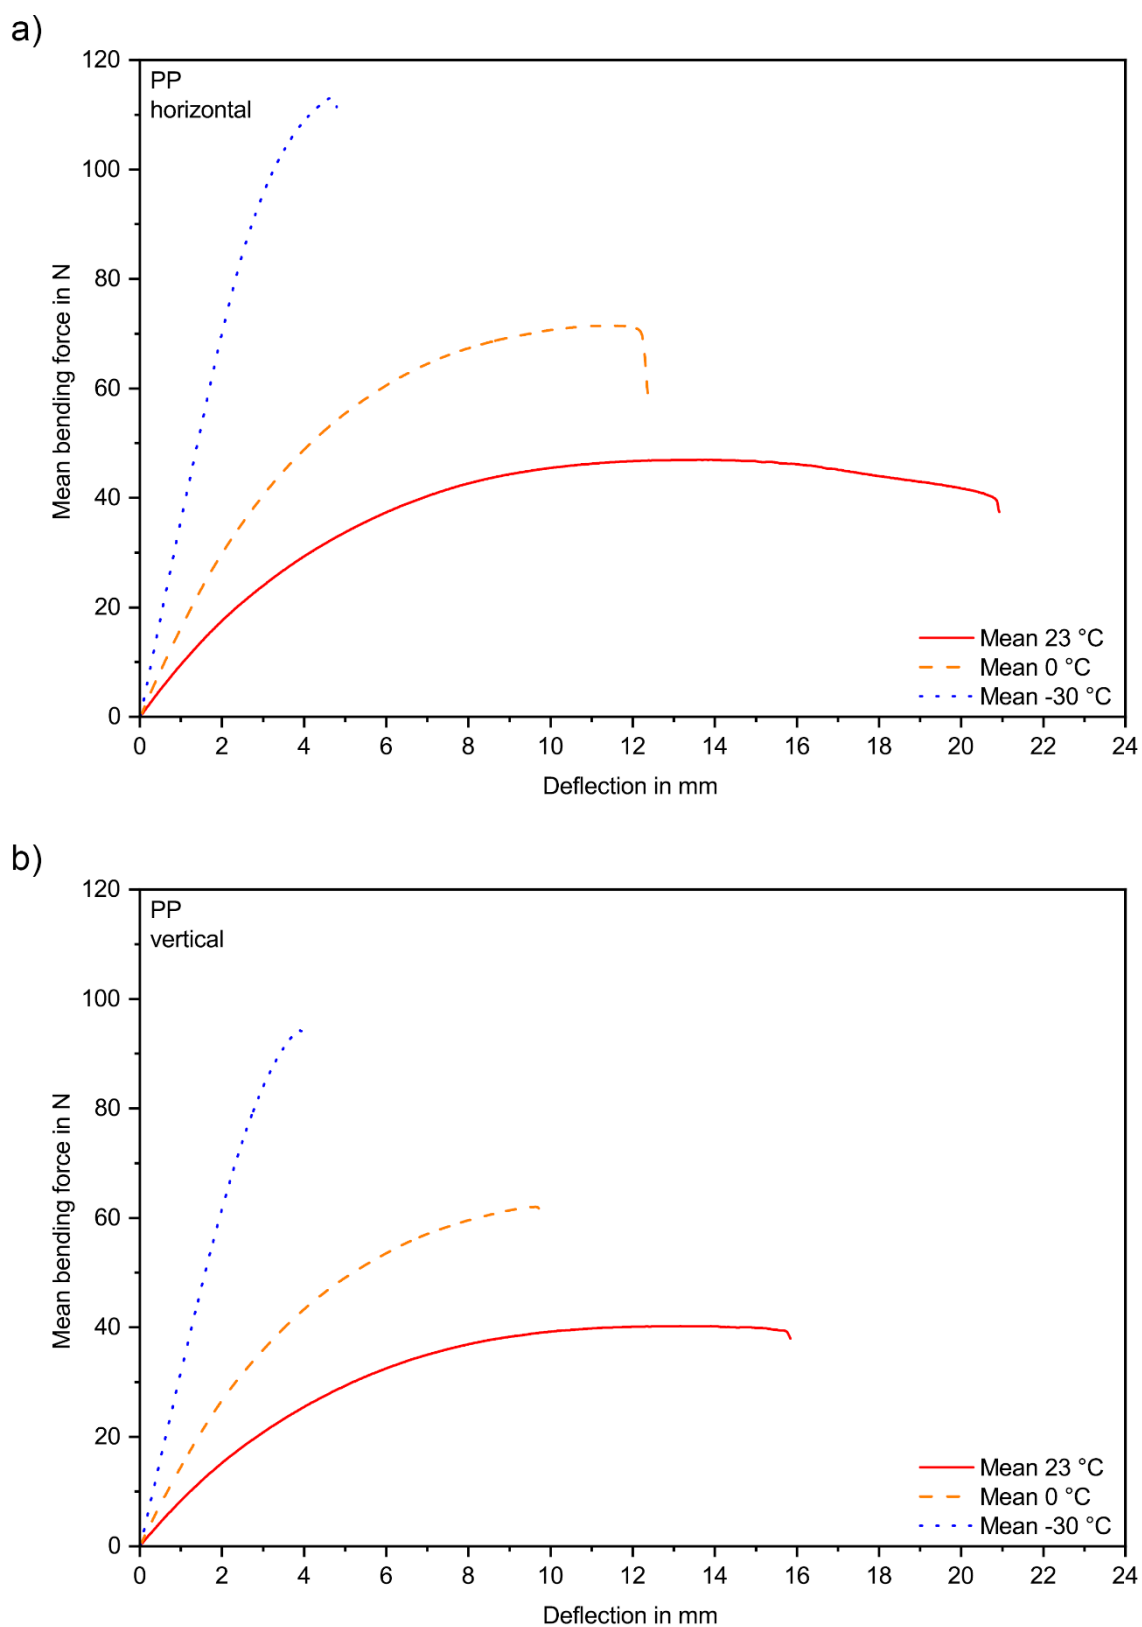 a)
120
PP
horizontal
100
80
60
40
20
0
Mean bending force in N
Mean 23 °C
Mean 0 °C
Mean -30 °C
0 2 4 6 8 10 12 14 16 18 20 22 24
Deflection in mm
b)
120
PP
vertical
100
80
60
40
20
0
Mean bending force in N
Mean 23 °C
Mean 0 °C
Mean -30 °C
0 2 4 6 8 10 12 14 16 18 20 22 24
Deflection in mm